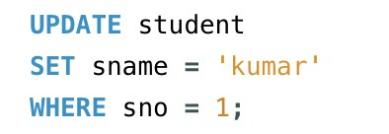 UPDATE student
SET sname = 'kumar'
WHERE sno = 1;